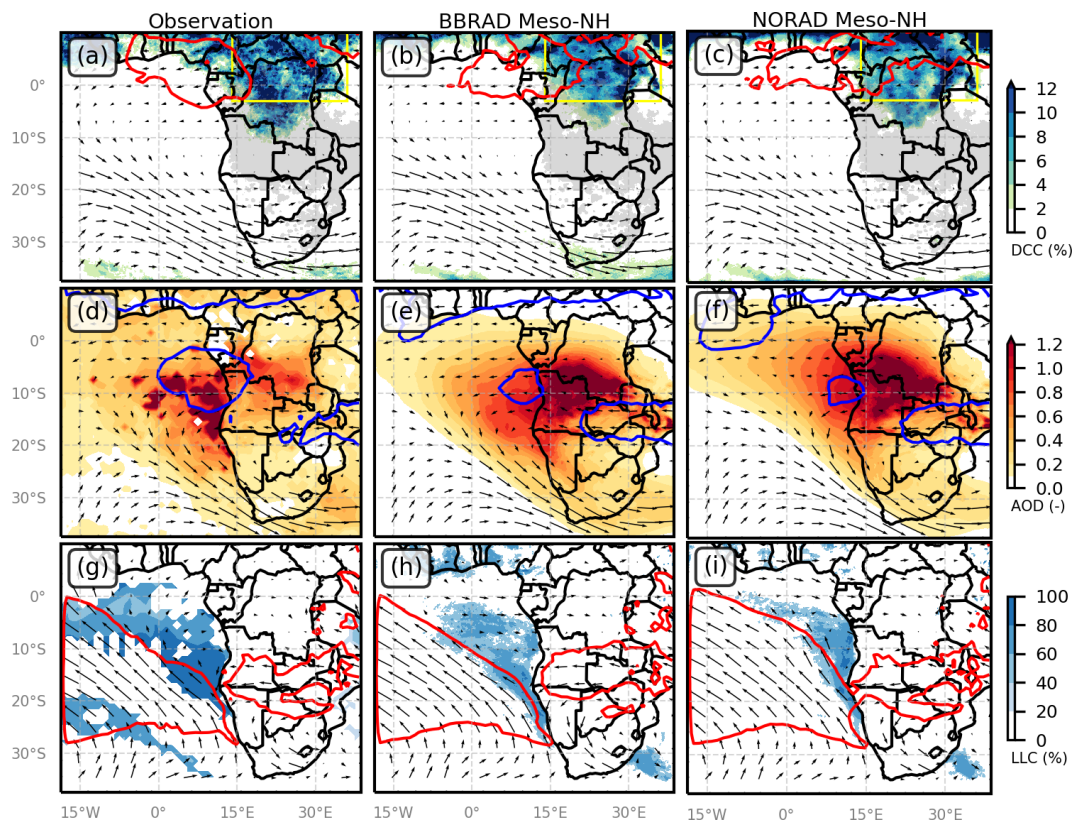 Observation BBRAD Meso-NH NORAD Meso-NH
(a) (b) (c)
0°
10°S
20°S
30°S
12
10
8
6
4
2
0
DCC (%)
(d) (e) (f)
0°
10°S
20°S
30°S
1.2
1.0
0.8
0.6
0.4
0.2
0.0
AOD (-)
(g) (h) (i)
0°
10°S
20°S
30°S
100
80
60
40
20
0
LLC (%)
15°W 0° 15°E 30°E 15°W 0° 15°E 30°E 15°W 0° 15°E 30°E